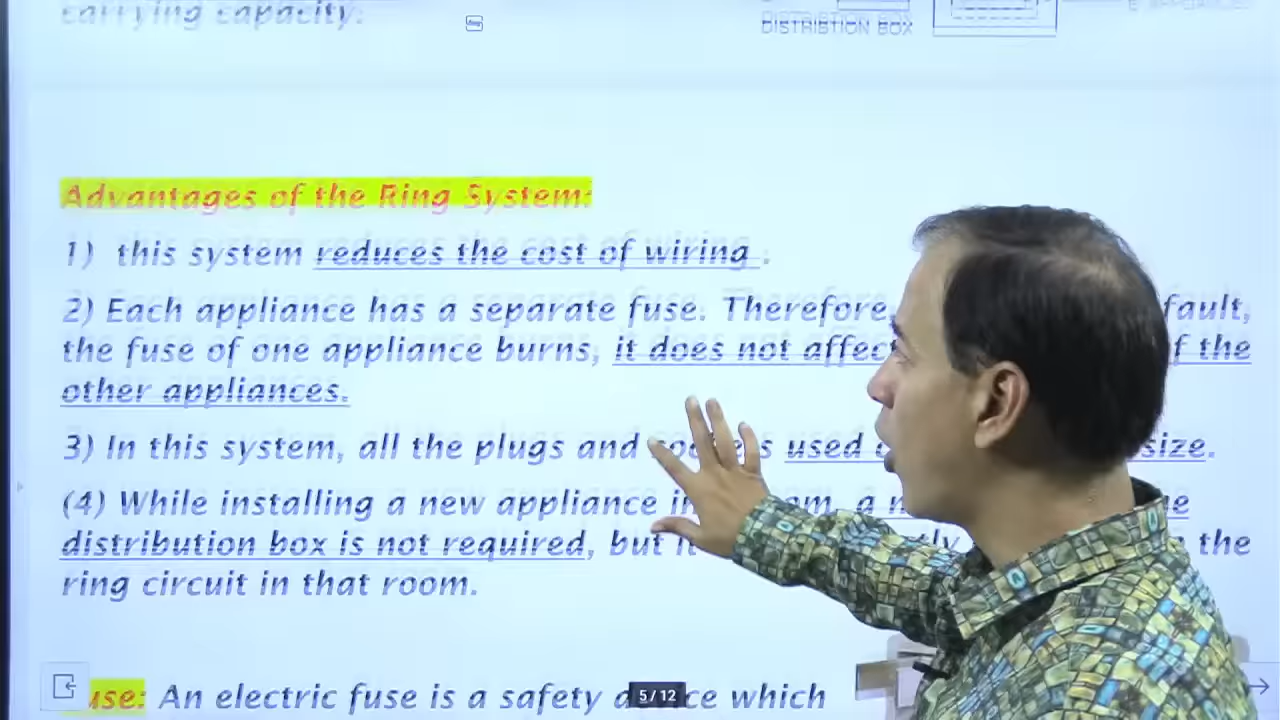 carrying capacity.
DISTRIBTION BOX
Advantages of the Ring System:
1) this system reduces the cost of wiring .
2) Each appliance has a separate fuse. Therefore, fault,
the fuse of one appliance burns, it does not affect f the
other appliances.
3) In this system, all the plugs and used size.
(4) While installing a new appliance in a
distribution box is not required, but the
ring circuit in that room.
use: An electric fuse is a safety which
5 / 12